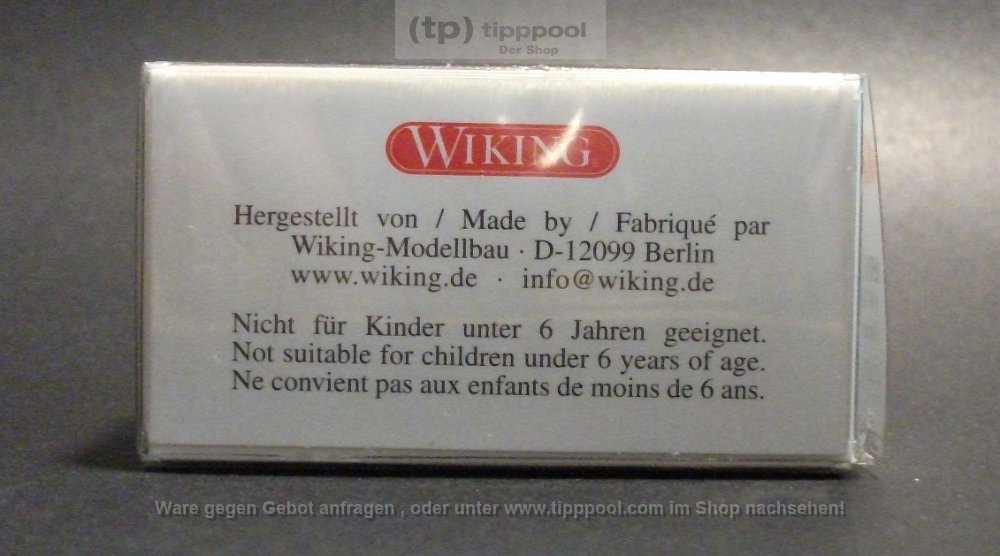 (tp) tipppool
Der Shop
WIKING
Hergestellt von / Made by / Fabriqué par
Wiking-Modellbau · D-12099 Berlin
www.wiking.de · info@wiking.de
Nicht für Kinder unter 6 Jahren geeignet.
Not suitable for children under 6 years of age.
Ne convient pas aux enfants de moins de 6 ans.
Ware gegen Gebot anfragen , oder unter www.tipppool.com im Shop nachsehen!